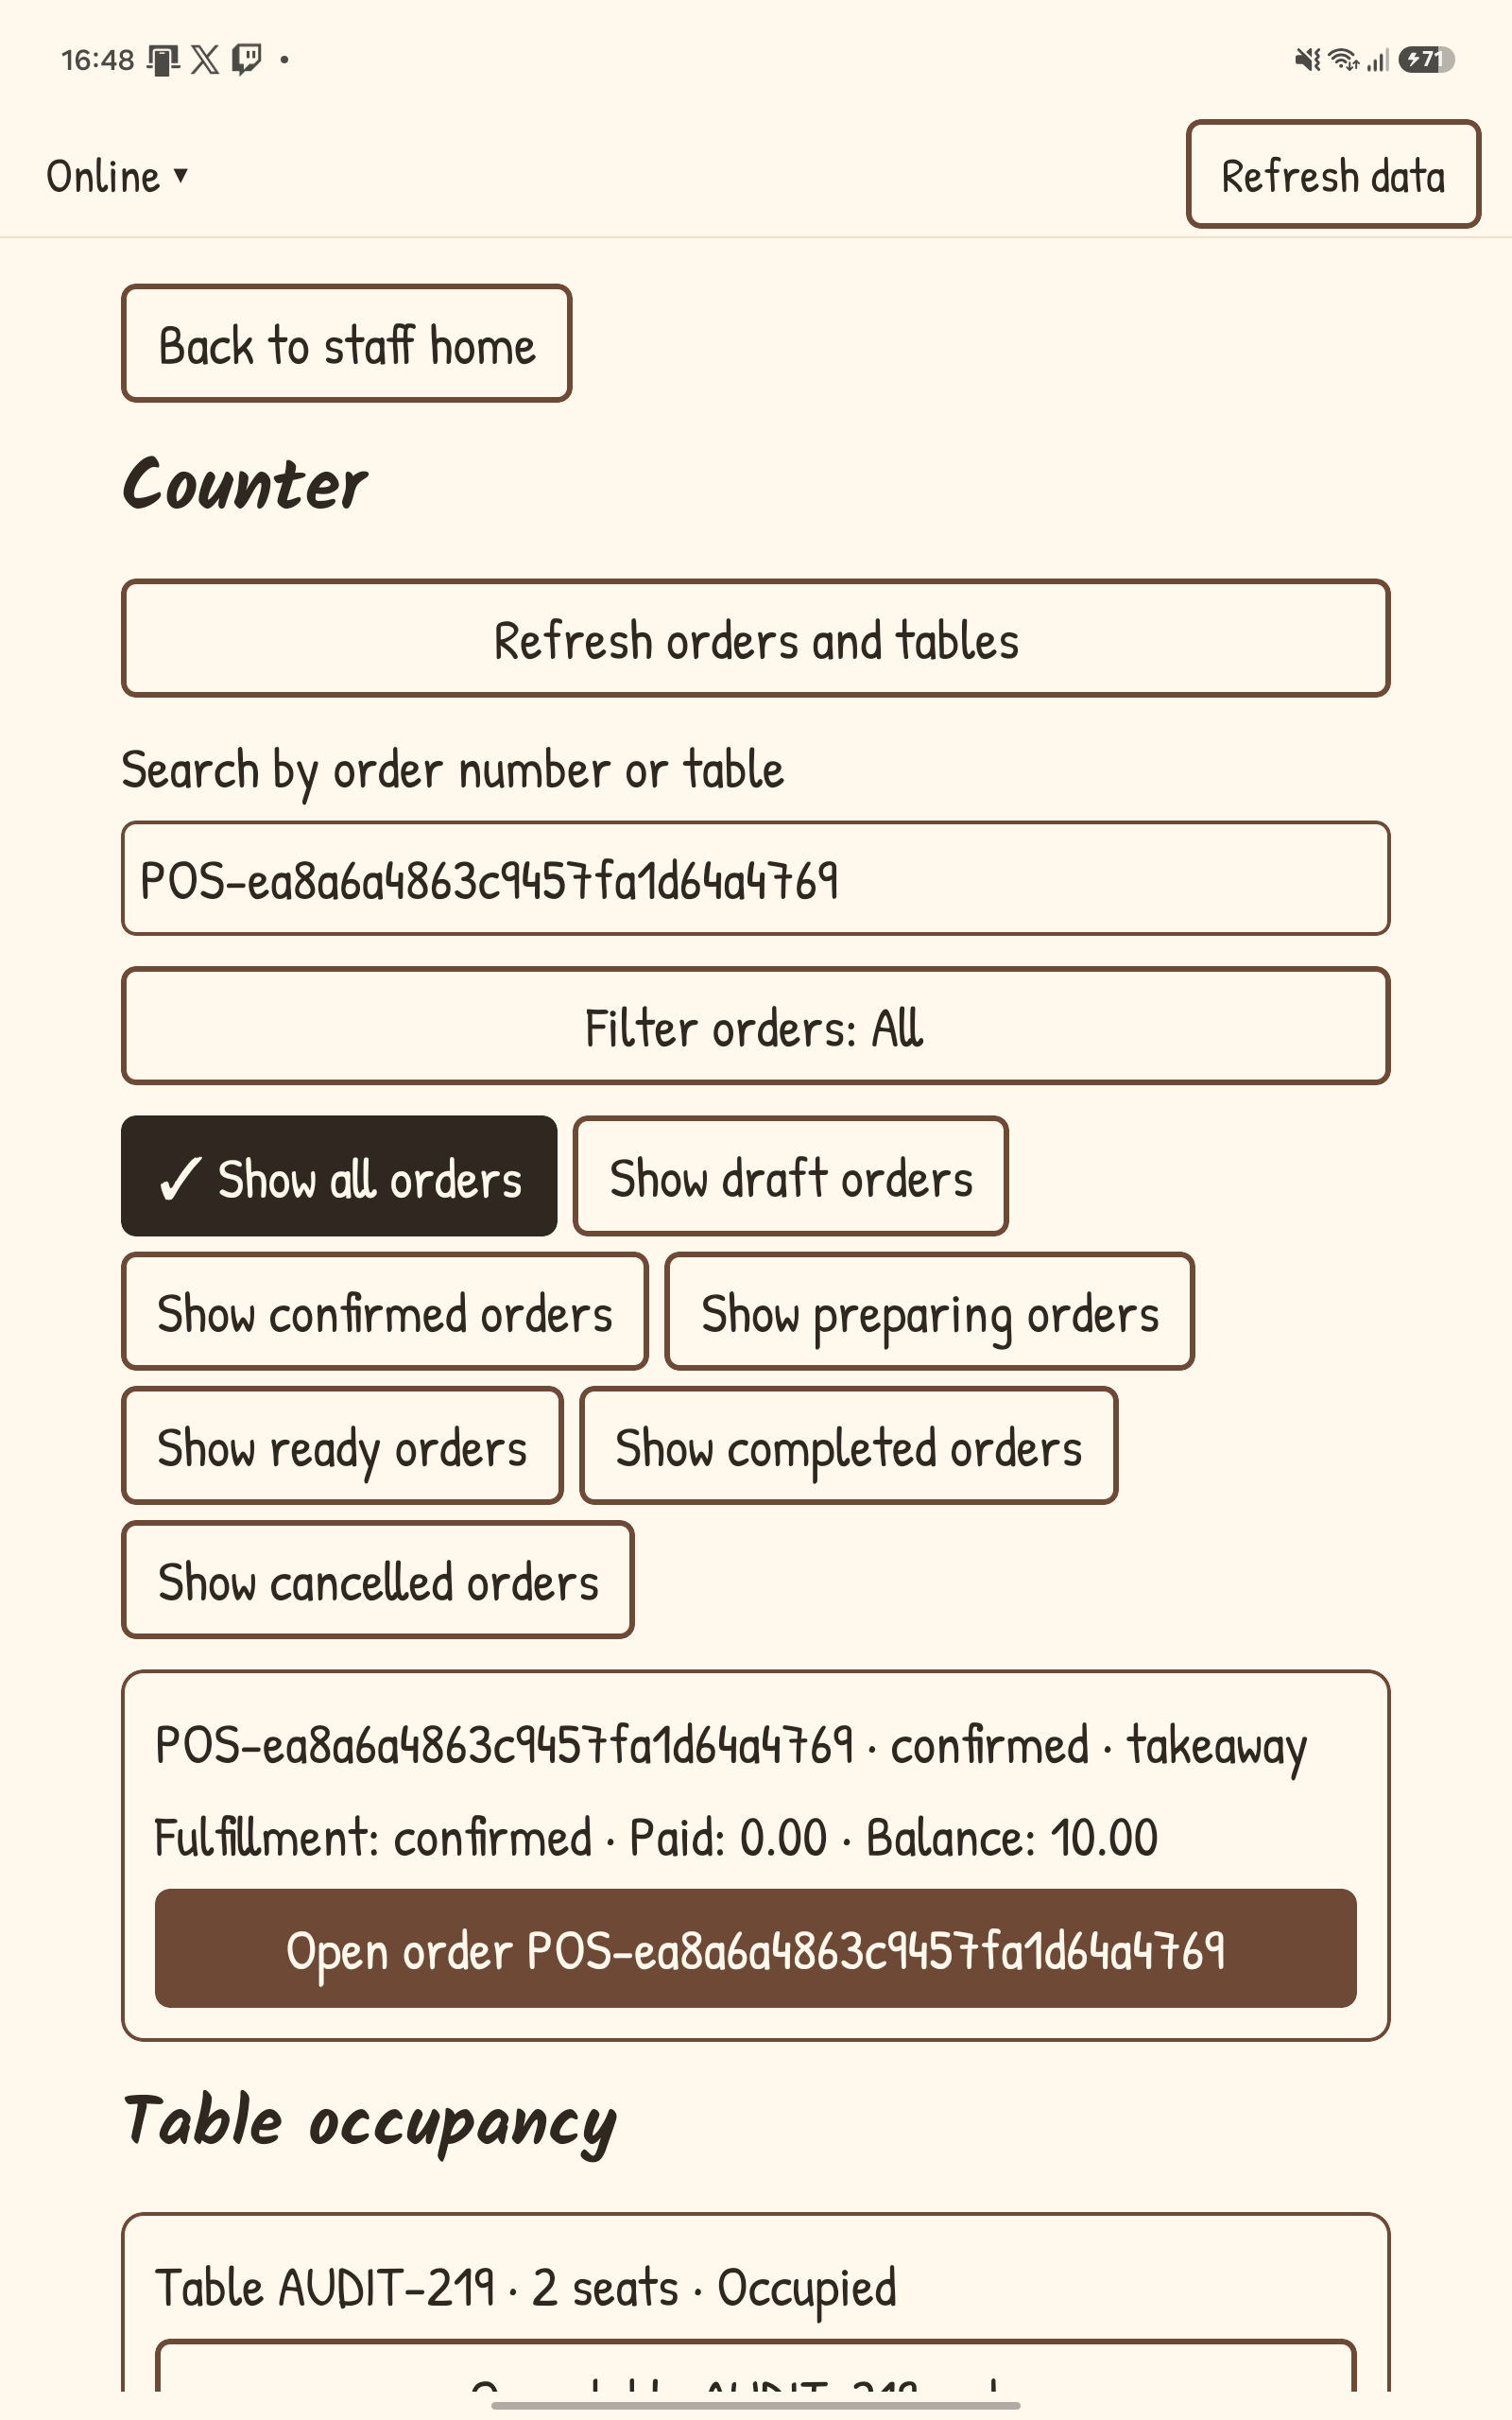 16:48
71
Online ▾
Refresh data
Back to staff home
Counter
Refresh orders and tables
Search by order number or table
POS-ea8a6a4863c9457fa1d64a4769
Filter orders: All
✓ Show all orders
Show draft orders
Show confirmed orders
Show preparing orders
Show ready orders
Show completed orders
Show cancelled orders
POS-ea8a6a4863c9457fa1d64a4769 · confirmed · takeaway
Fulfillment: confirmed · Paid: 0.00 · Balance: 10.00
Open order POS-ea8a6a4863c9457fa1d64a4769
Table occupancy
Table AUDIT-219 · 2 seats · Occupied